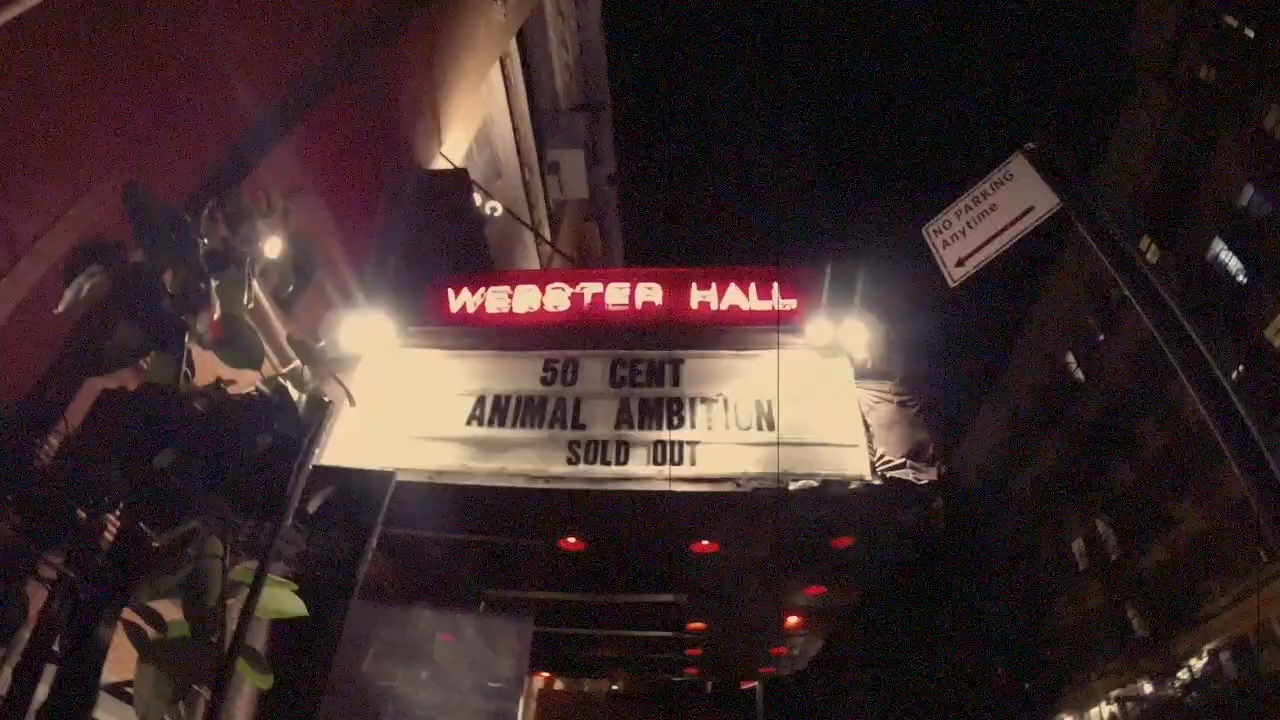 WEBSTER HALL
50 CENT
ANIMAL AMBITION
SOLD OUT
NO PARKING
Anytime